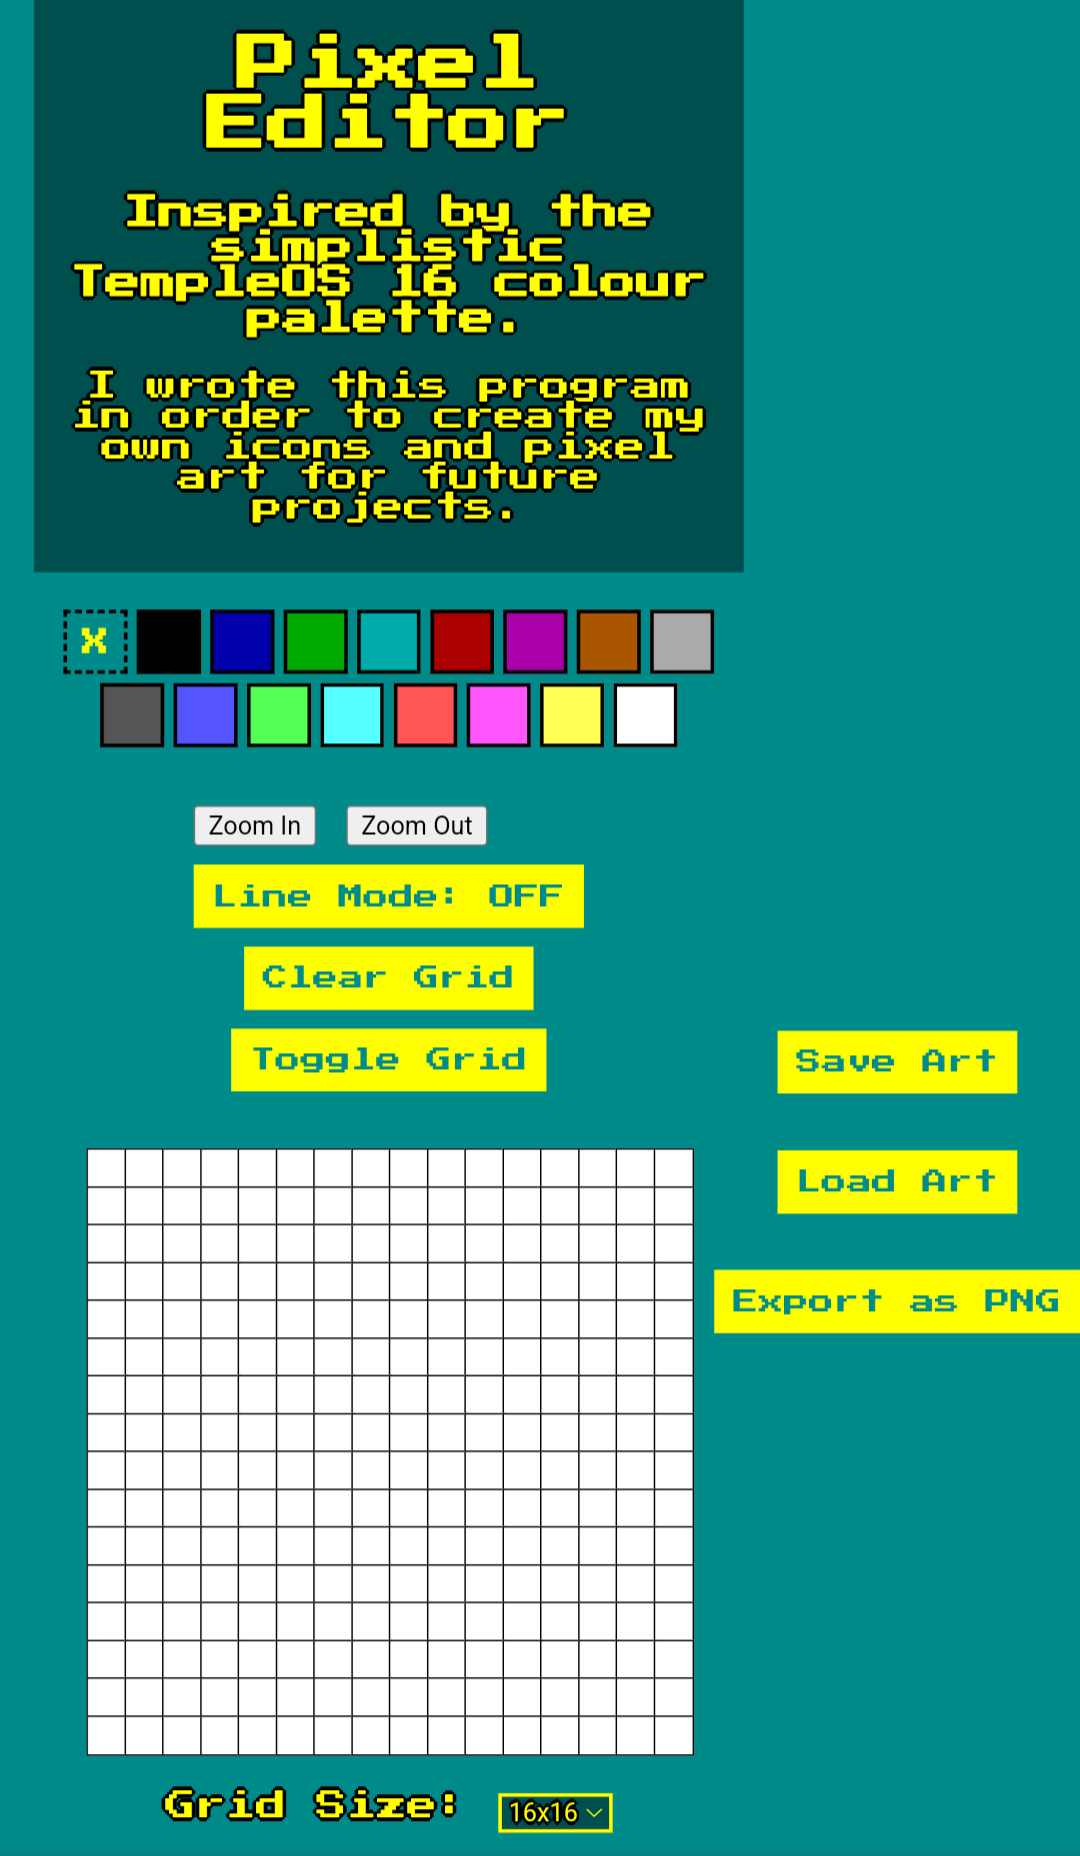 Pixel
Editor
Inspired by the
simplistic
TempleOS 16 colour
palette.
I wrote this program
in order to create my
own icons and pixel
art for future
projects.
X
Zoom In Zoom Out
Line Mode: OFF
Clear Grid
Toggle Grid
Save Art
Load Art
Export as PNG
Grid Size: 16x16